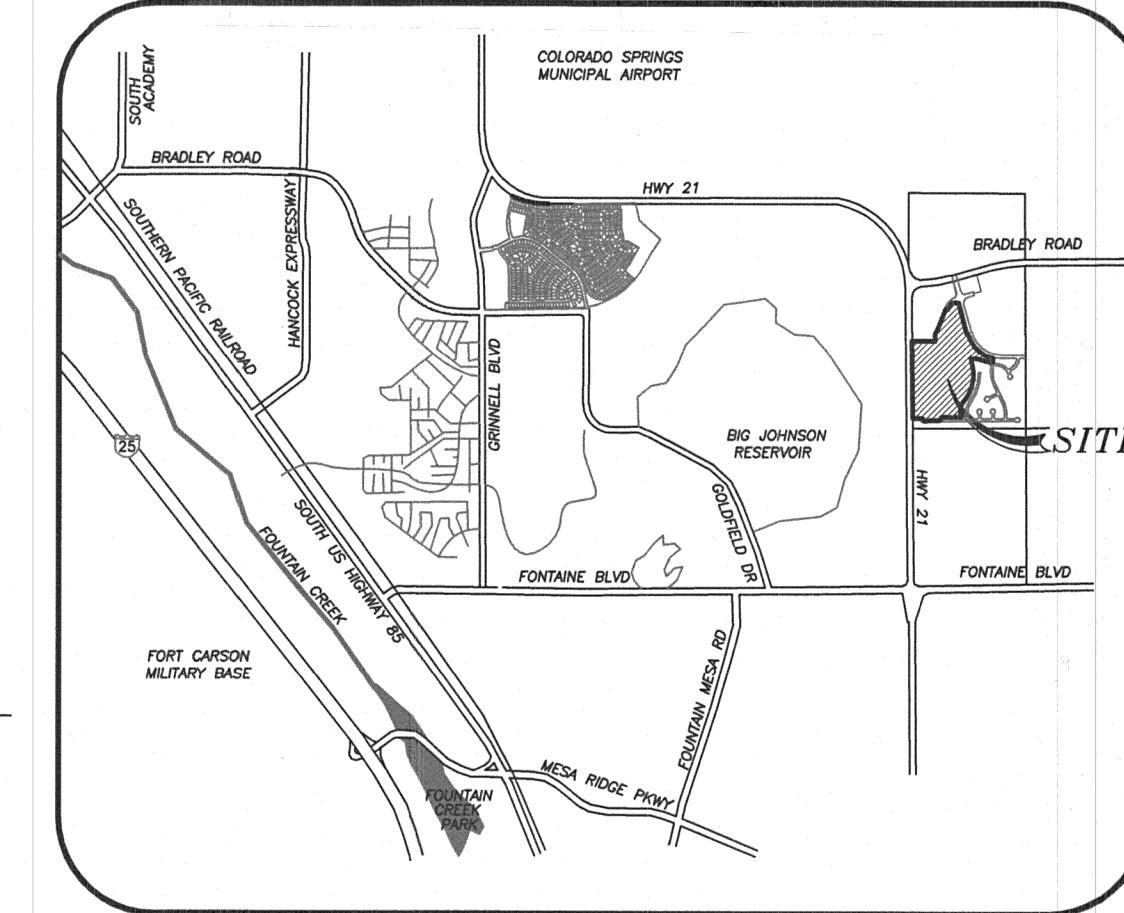 COLORADO SPRINGS
MUNICIPAL AIRPORT
SOUTH
ACADEMY
BRADLEY ROAD
HWY 21
BRADLEY ROAD
SOUTHERN PACIFIC RAILROAD
HANCOCK EXPRESSWAY
GRINNELL BLVD
BIG JOHNSON
RESERVOIR
25
HWY 21
GOLDFIELD DR
SOUTH US HIGHWAY 85
FOUNTAIN CREEK
FONTAINE BLVD
FONTAINE BLVD
FORT CARSON
MILITARY BASE
FOUNTAIN MESA RD
MESA RIDGE PKWY
FOUNTAIN
CREEK
PARK